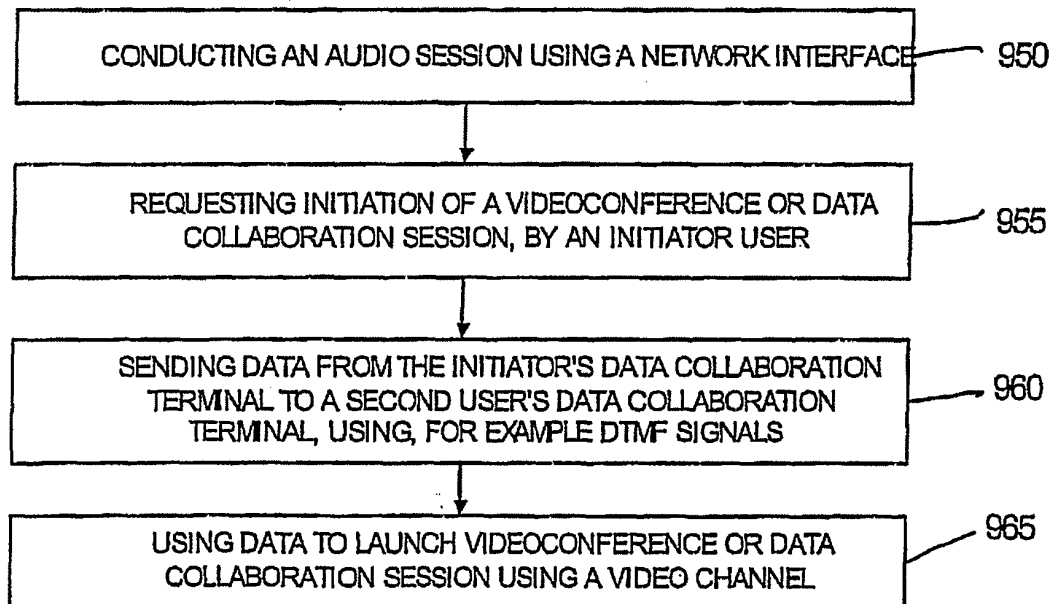 CONDUCTING AN AUDIO SESSION USING A NETWORK INTERFACE
950
REQUESTING INITIATION OF A VIDEOCONFERENCE OR DATA
COLLABORATION SESSION, BY AN INITIATOR USER
955
SENDING DATA FROM THE INITIATOR'S DATA COLLABORATION
TERMINAL TO A SECOND USER'S DATA COLLABORATION
TERMINAL, USING, FOR EXAMPLE DTMF SIGNALS
960
USING DATA TO LAUNCH VIDEOCONFERENCE OR DATA
COLLABORATION SESSION USING A VIDEO CHANNEL
965